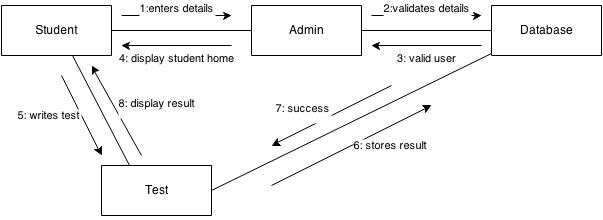 1:enters details
2:validates details
Student
Admin
Database
4: display student home
3: valid user
8: display result
7: success
5: writes test
6: stores result
Test